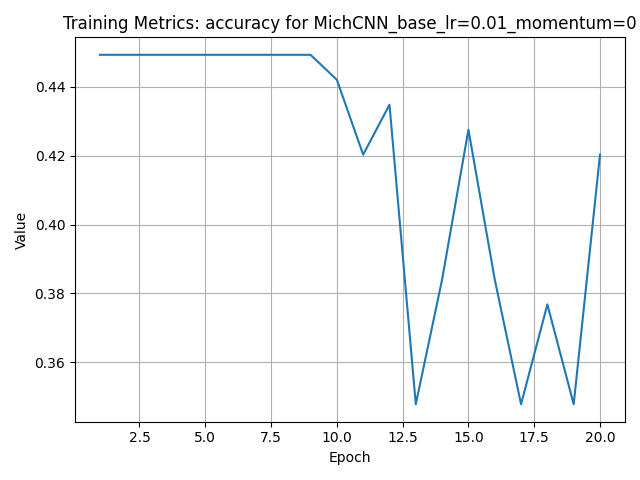 Training Metrics: accuracy for MichCNN_base_lr=0.01_momentum=0
0.44
0.42
0.40
0.38
0.36
Value
2.5 5.0 7.5 10.0 12.5 15.0 17.5 20.0
Epoch